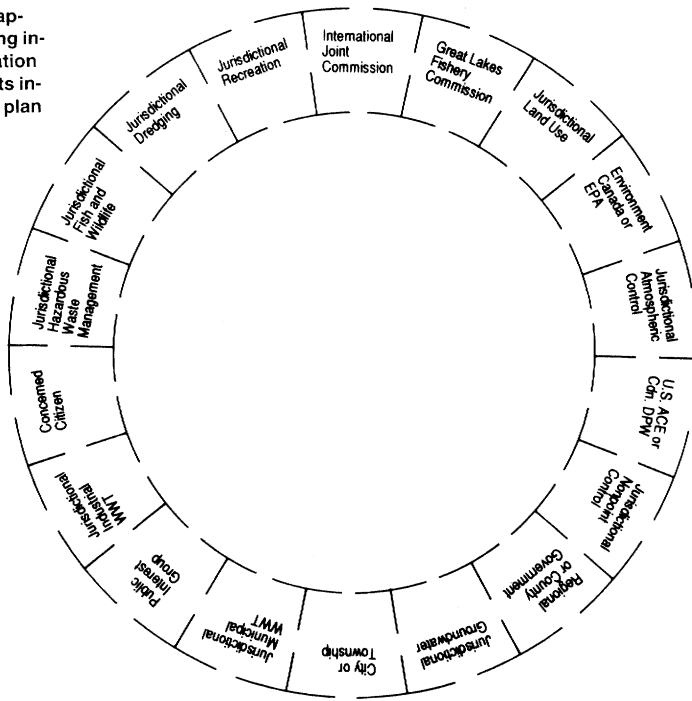 ap-
ng in-
ation
ts in-
plan
International
Joint
Commission
Great Lakes
Fishery
Commission
Jurisdictional
Land Use
Environment
Canada or
EPA
Jurisdictional
Atmospheric
Control
U.S. ACE or
Cdn. DPW
Jurisdictional
Nonpoint
Control
Regional
or County
Government
Jurisdictional
Groundwater
City or
Township
Jurisdictional
Municipal
WWT
Public
Interest
Group
Jurisdictional
Industrial
WWT
Concerned
Citizen
Jurisdictional
Hazardous
Waste
Management
Jurisdictional
Fish and
Wildlife
Jurisdictional
Dredging
Jurisdictional
Recreation